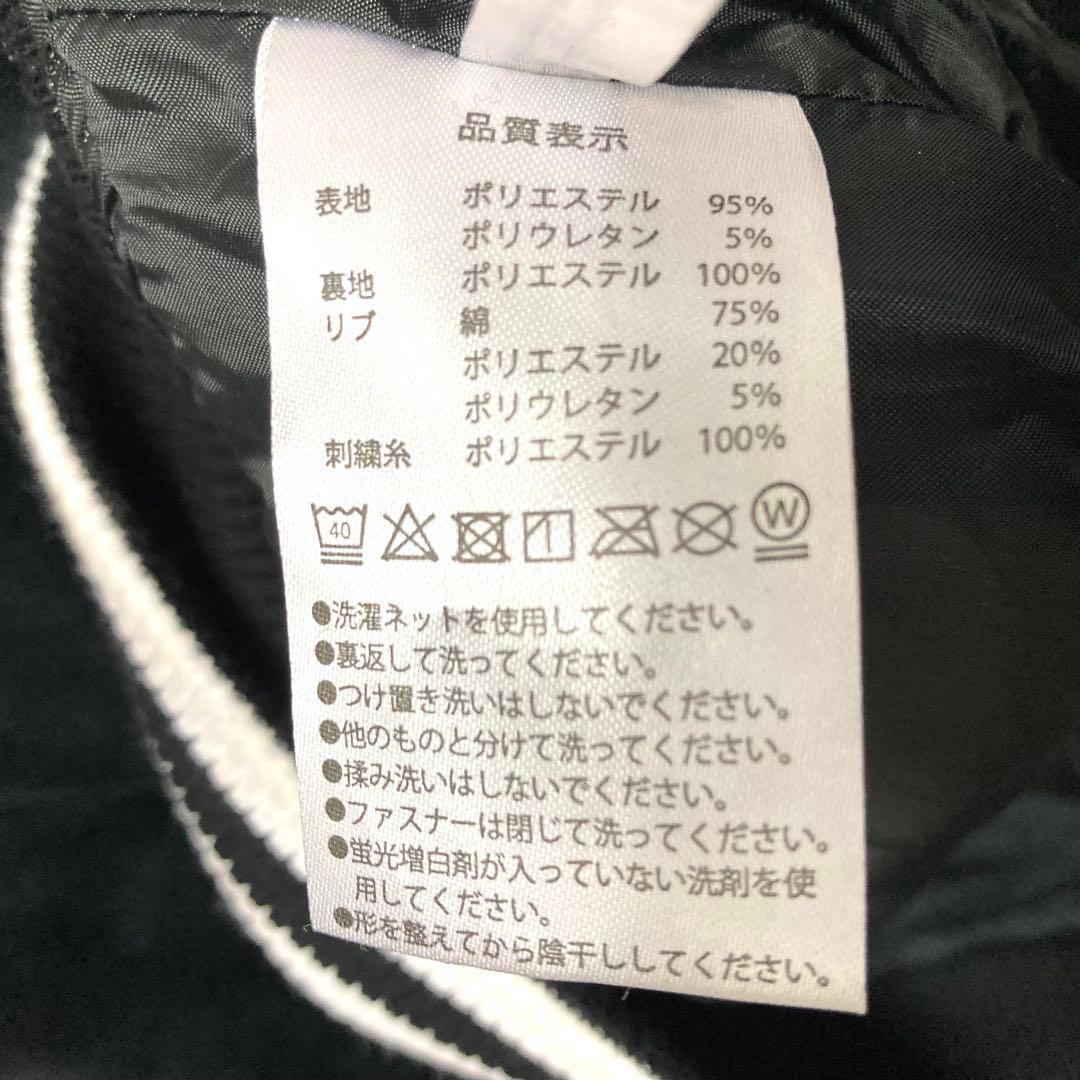 品質表示
表地 ポリエステル 95%
ポリウレタン 5%
裏地 ポリエステル 100%
リブ 綿 75%
ポリエステル 20%
ポリウレタン 5%
刺繍糸 ポリエステル 100%
40 W
●洗濯ネットを使用してください。
●裏返して洗ってください。
●つけ置き洗いはしないでください。
●他のものと分けて洗ってください。
●揉み洗いはしないでください。
●ファスナーは閉じて洗ってください。
●蛍光増白剤が入っていない洗剤を使
用してください。
●形を整えてから陰干ししてください。